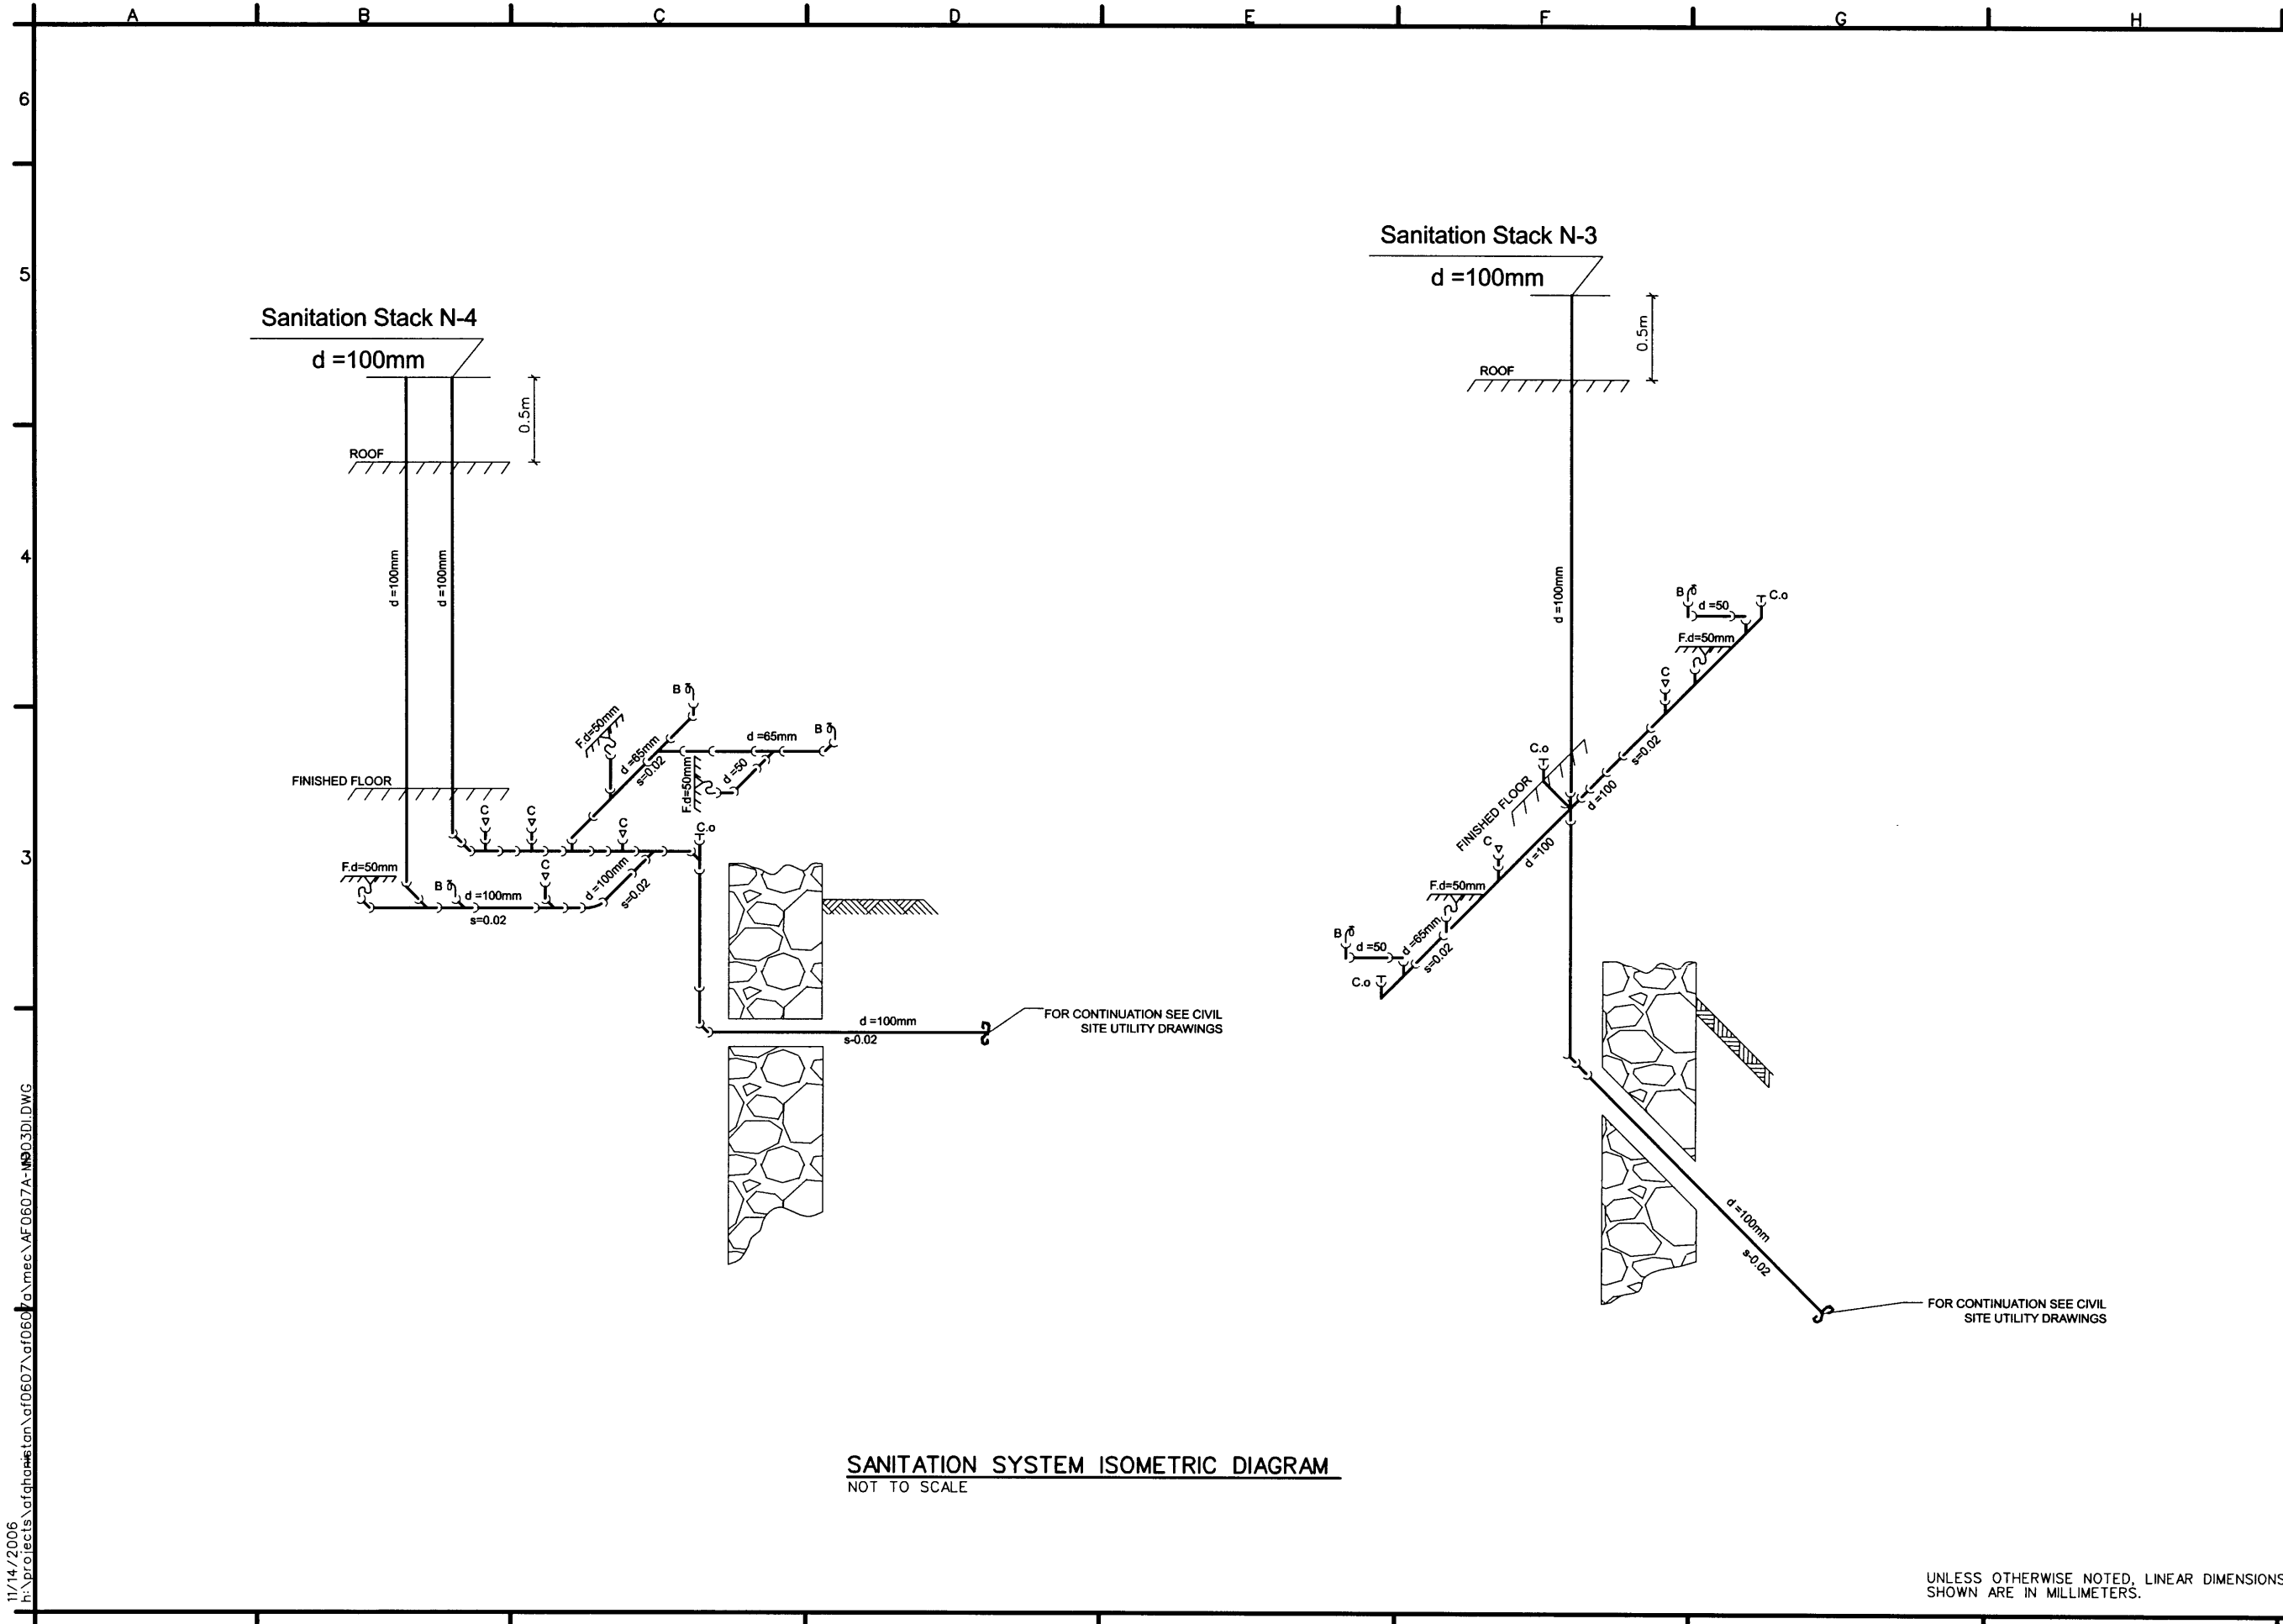 A B C D E F G H
6
5
4
3
Sanitation Stack N-4
d =100mm
0.5m
ROOF
d =100mm
d =100mm
FINISHED FLOOR
F.d=50mm
B
d =65mm
s=0.02
d =65mm
B
F.d=50mm
d =50
C
C
C
C.o
F.d=50mm
B
d =100mm
s=0.02
C
d =100mm
s=0.02
d =100mm
s-0.02
FOR CONTINUATION SEE CIVIL
SITE UTILITY DRAWINGS
Sanitation Stack N-3
d =100mm
0.5m
ROOF
d =100mm
B
d =50
C.o
F.d=50mm
C
s=0.02
d =100
C.o
FINISHED FLOOR
d =100
C
F.d=50mm
d =65mm
s=0.02
B
d =50
C.o
d =100mm
s-0.02
FOR CONTINUATION SEE CIVIL
SITE UTILITY DRAWINGS
SANITATION SYSTEM ISOMETRIC DIAGRAM
NOT TO SCALE
UNLESS OTHERWISE NOTED, LINEAR DIMENSIONS
SHOWN ARE IN MILLIMETERS.
11/14/2006